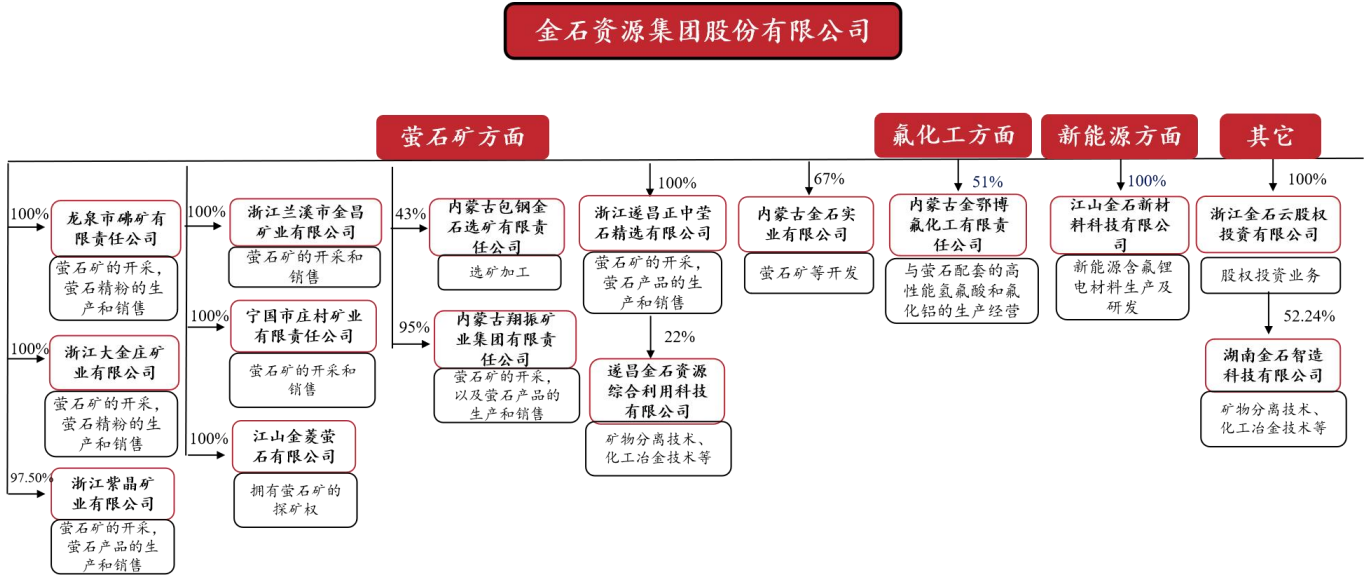 金石资源集团股份有限公司
萤石矿方面
氟化工方面
新能源方面
其它
100%
龙泉市砩矿有
限责任公司
萤石矿的开采，
萤石精粉的生
产和销售
100%
浙江大金庄矿
业有限公司
萤石矿的开采，
萤石精粉的生
产和销售
97.50%
浙江紫晶矿
业有限公司
萤石矿的开采，
萤石产品的生
产和销售
100%
浙江兰溪市金昌
矿业有限公司
萤石矿的开采和
销售
100%
宁国市庄村矿业
有限责任公司
萤石矿的开采和
销售
100%
江山金菱萤
石有限公司
拥有萤石矿的
探矿权
43%
内蒙古包钢金
石选矿有限责
任公司
选矿加工
95%
内蒙古翔振矿
业集团有限责
任公司
萤石矿的开采，
以及萤石产品的
生产和销售
100%
浙江遂昌正中莹
石精选有限公司
萤石矿的开采，
萤石产品的生
产和销售
22%
遂昌金石资源
综合利用科技
有限公司
矿物分离技术、
化工冶金技术等
67%
内蒙古金石实
业有限公司
萤石矿等开发
51%
内蒙古金鄂博
氟化工有限责
任公司
与萤石配套的高
性能氢氟酸和氟
化铝的生产经营
100%
江山金石新材
料科技有限公
司
新能源含氟锂
电材料生产及
研发
100%
浙江金石云股权
投资有限公司
股权投资业务
52.24%
湖南金石智造
科技有限公司
矿物分离技术、
化工冶金技术等